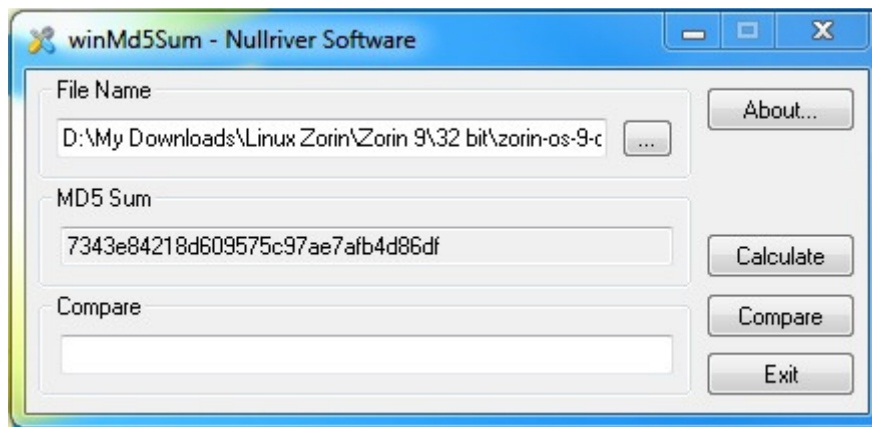 winMd5Sum - Nullriver Software
File Name
About...
D:\My Downloads\Linux Zorin\Zorin 9\32 bit\zorin-os-9-c
...
MD5 Sum
7343e84218d609575c97ae7afb4d86df
Calculate
Compare
Compare
Exit